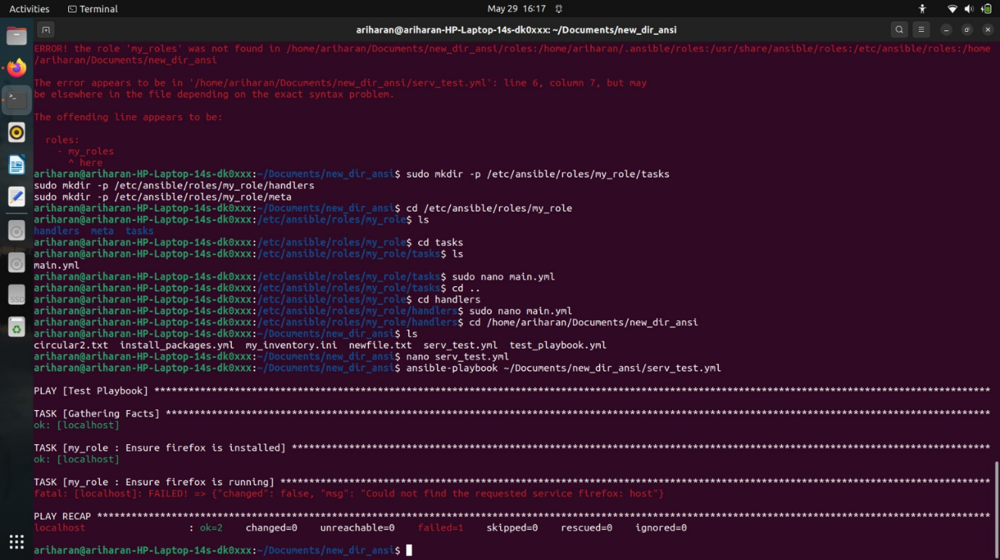 Activities
Terminal
May 29 16:17
ariharan@ariharan-HP-Laptop-14s-dk0xxx: ~/Documents/new_dir_ansi
ERROR! the role 'my_roles' was not found in /home/ariharan/Documents/new_dir_ansi/roles:/home/ariharan/.ansible/roles:/usr/share/ansible/roles:/etc/ansible/roles:/home
/ariharan/Documents/new_dir_ansi
The error appears to be in '/home/ariharan/Documents/new_dir_ansi/serv_test.yml': line 6, column 7, but may
be elsewhere in the file depending on the exact syntax problem.
The offending line appears to be:
roles:
- my_roles
^ here
ariharan@ariharan-HP-Laptop-14s-dk0xxx:~/Documents/new_dir_ansi$ sudo mkdir -p /etc/ansible/roles/my_role/tasks
sudo mkdir -p /etc/ansible/roles/my_role/handlers
sudo mkdir -p /etc/ansible/roles/my_role/meta
ariharan@ariharan-HP-Laptop-14s-dk0xxx:~/Documents/new_dir_ansi$ cd /etc/ansible/roles/my_role
ariharan@ariharan-HP-Laptop-14s-dk0xxx:/etc/ansible/roles/my_role$ ls
handlers meta tasks
ariharan@ariharan-HP-Laptop-14s-dk0xxx:/etc/ansible/roles/my_role$ cd tasks
ariharan@ariharan-HP-Laptop-14s-dk0xxx:/etc/ansible/roles/my_role/tasks$ ls
main.yml
ariharan@ariharan-HP-Laptop-14s-dk0xxx:/etc/ansible/roles/my_role/tasks$ sudo nano main.yml
ariharan@ariharan-HP-Laptop-14s-dk0xxx:/etc/ansible/roles/my_role/tasks$ cd ..
ariharan@ariharan-HP-Laptop-14s-dk0xxx:/etc/ansible/roles/my_role$ cd handlers
ariharan@ariharan-HP-Laptop-14s-dk0xxx:/etc/ansible/roles/my_role/handlers$ sudo nano main.yml
ariharan@ariharan-HP-Laptop-14s-dk0xxx:/etc/ansible/roles/my_role/handlers$ cd /home/ariharan/Documents/new_dir_ansi
ariharan@ariharan-HP-Laptop-14s-dk0xxx:~/Documents/new_dir_ansi$ ls
circular2.txt install_packages.yml my_inventory.ini newfile.txt serv_test.yml test_playbook.yml
ariharan@ariharan-HP-Laptop-14s-dk0xxx:~/Documents/new_dir_ansi$ nano serv_test.yml
ariharan@ariharan-HP-Laptop-14s-dk0xxx:~/Documents/new_dir_ansi$ ansible-playbook ~/Documents/new_dir_ansi/serv_test.yml
PLAY [Test Playbook] **************************************************************************************************************************************************
TASK [Gathering Facts] ************************************************************************************************************************************************
ok: [localhost]
TASK [my_role : Ensure firefox is installed] **************************************************************************************************************************
ok: [localhost]
TASK [my_role : Ensure firefox is running] ****************************************************************************************************************************
fatal: [localhost]: FAILED! => {"changed": false, "msg": "Could not find the requested service firefox: host"}
PLAY RECAP ************************************************************************************************************************************************************
localhost : ok=2 changed=0 unreachable=0 failed=1 skipped=0 rescued=0 ignored=0
ariharan@ariharan-HP-Laptop-14s-dk0xxx:~/Documents/new_dir_ansi$
SSD